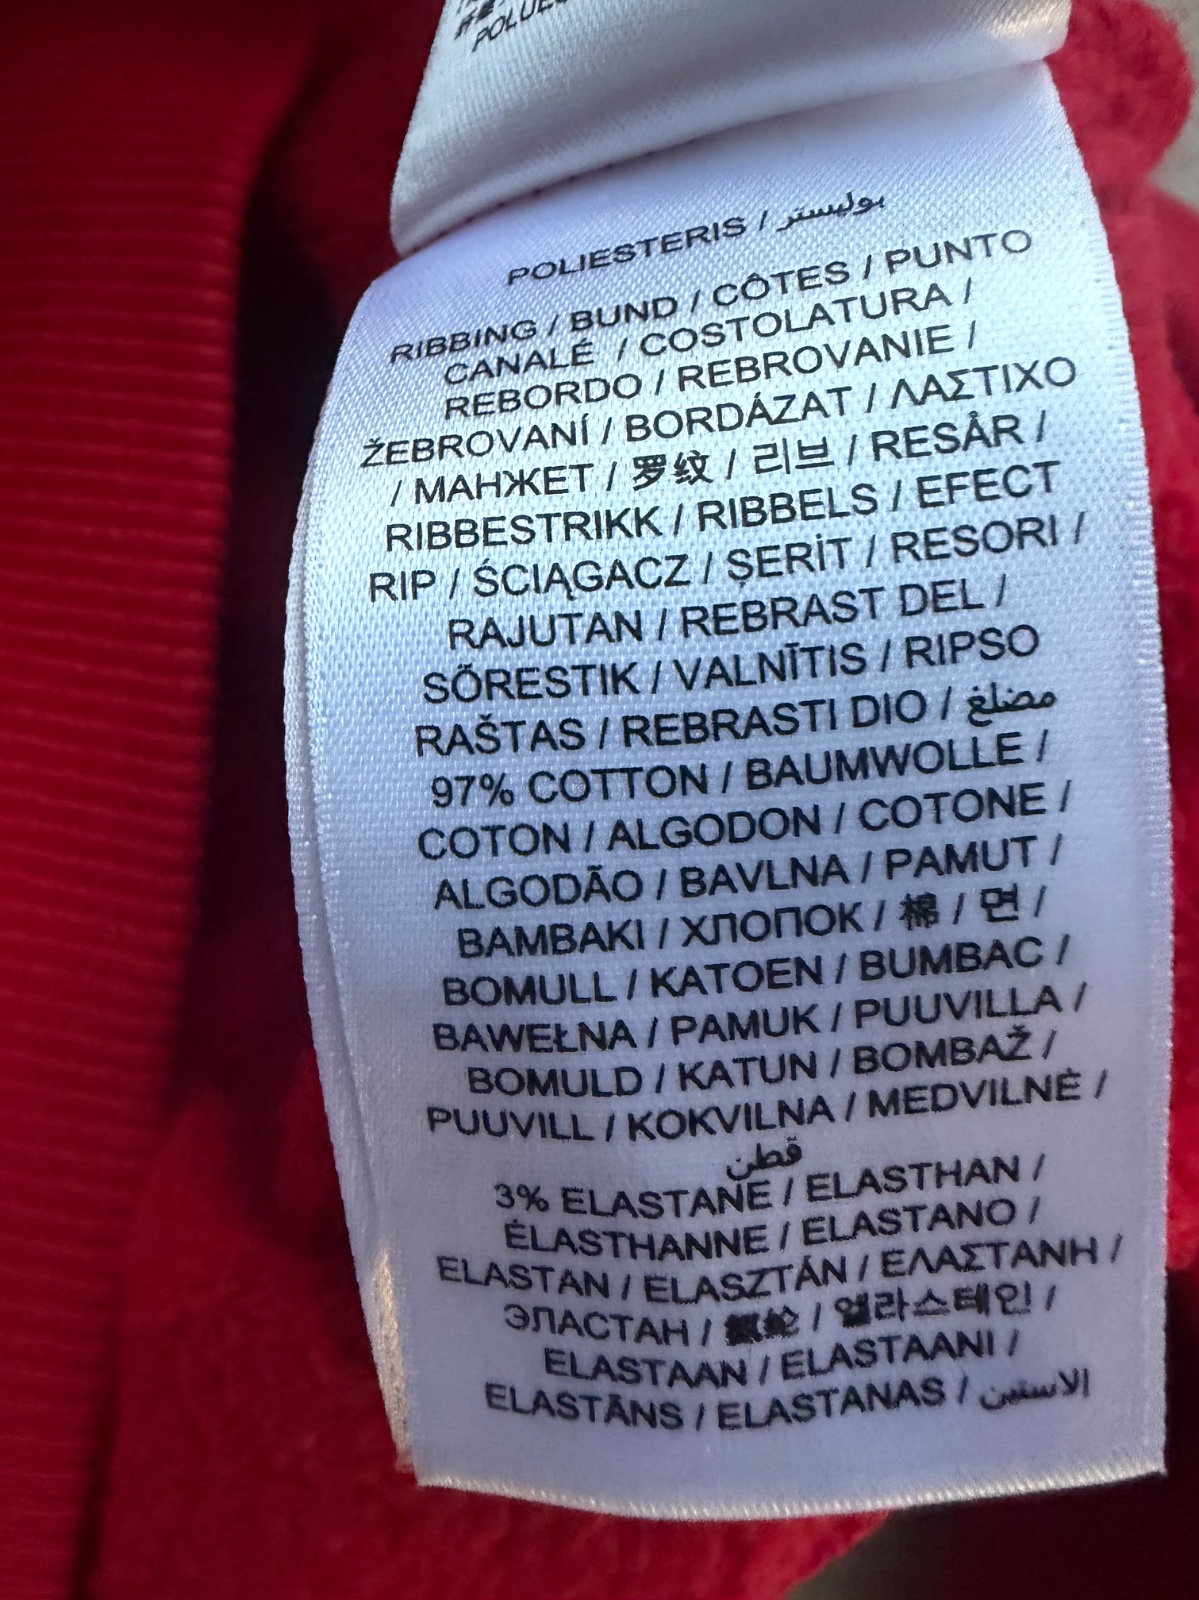 POLIESTERIS / بوليستر
RIBBING / BUND / CÔTES / PUNTO
CANALÉ / COSTOLATURA /
REBORDO / REBROVANIE /
ŽEBROVANÍ / BORDÁZAT / ΛΑΣΤΙΧΟ
/ МАНЖЕТ / 罗纹 / 리브 / RESÅR /
RIBBESTRIKK / RIBBELS / EFECT
RIP / ŚCIĄGACZ / ŞERİT / RESORI /
RAJUTAN / REBRAST DEL /
SÕRESTIK / VALNĪTIS / RIPSO
RAŠTAS / REBRASTI DIO / مضلغ
97% COTTON / BAUMWOLLE /
COTON / ALGODON / COTONE /
ALGODÃO / BAVLNA / PAMUT /
BAMBAKI / ХЛОПОК / 棉 / 면 /
BOMULL / KATOEN / BUMBAC /
BAWEŁNA / PAMUK / PUUVILLA /
BOMULD / KATUN / BOMBAŽ /
PUUVILL / KOKVILNA / MEDVILNĖ /
قطن
3% ELASTANE / ELASTHAN /
ÉLASTHANNE / ELASTANO /
ELASTAN / ELASZTÁN / ΕΛΑΣΤΑΝΗ /
ЭЛАСТАН / 氨纶 / 엘라스테인 /
ELASTAAN / ELASTAANI /
ELASTĀNS / ELASTANAS / الاستين